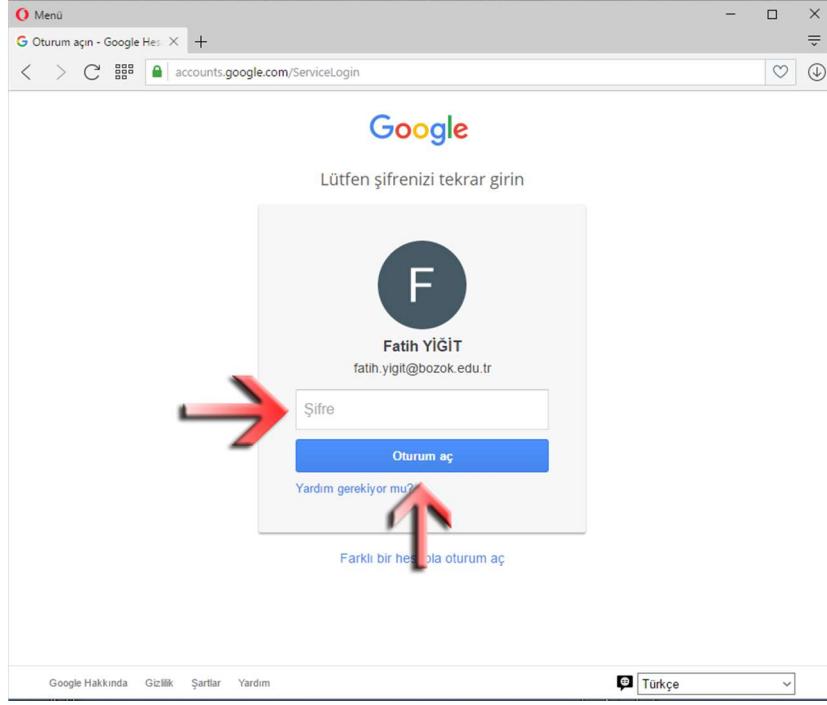 Menü
Oturum açın - Google Hes
accounts.google.com/ServiceLogin
Google
Lütfen şifrenizi tekrar girin
F
Fatih YİĞİT
fatih.yigit@bozok.edu.tr
Şifre
Oturum aç
Yardım gerekiyor mu?
Farklı bir hesapla oturum aç
Google Hakkında Gizlilik Şartlar Yardım
Türkçe